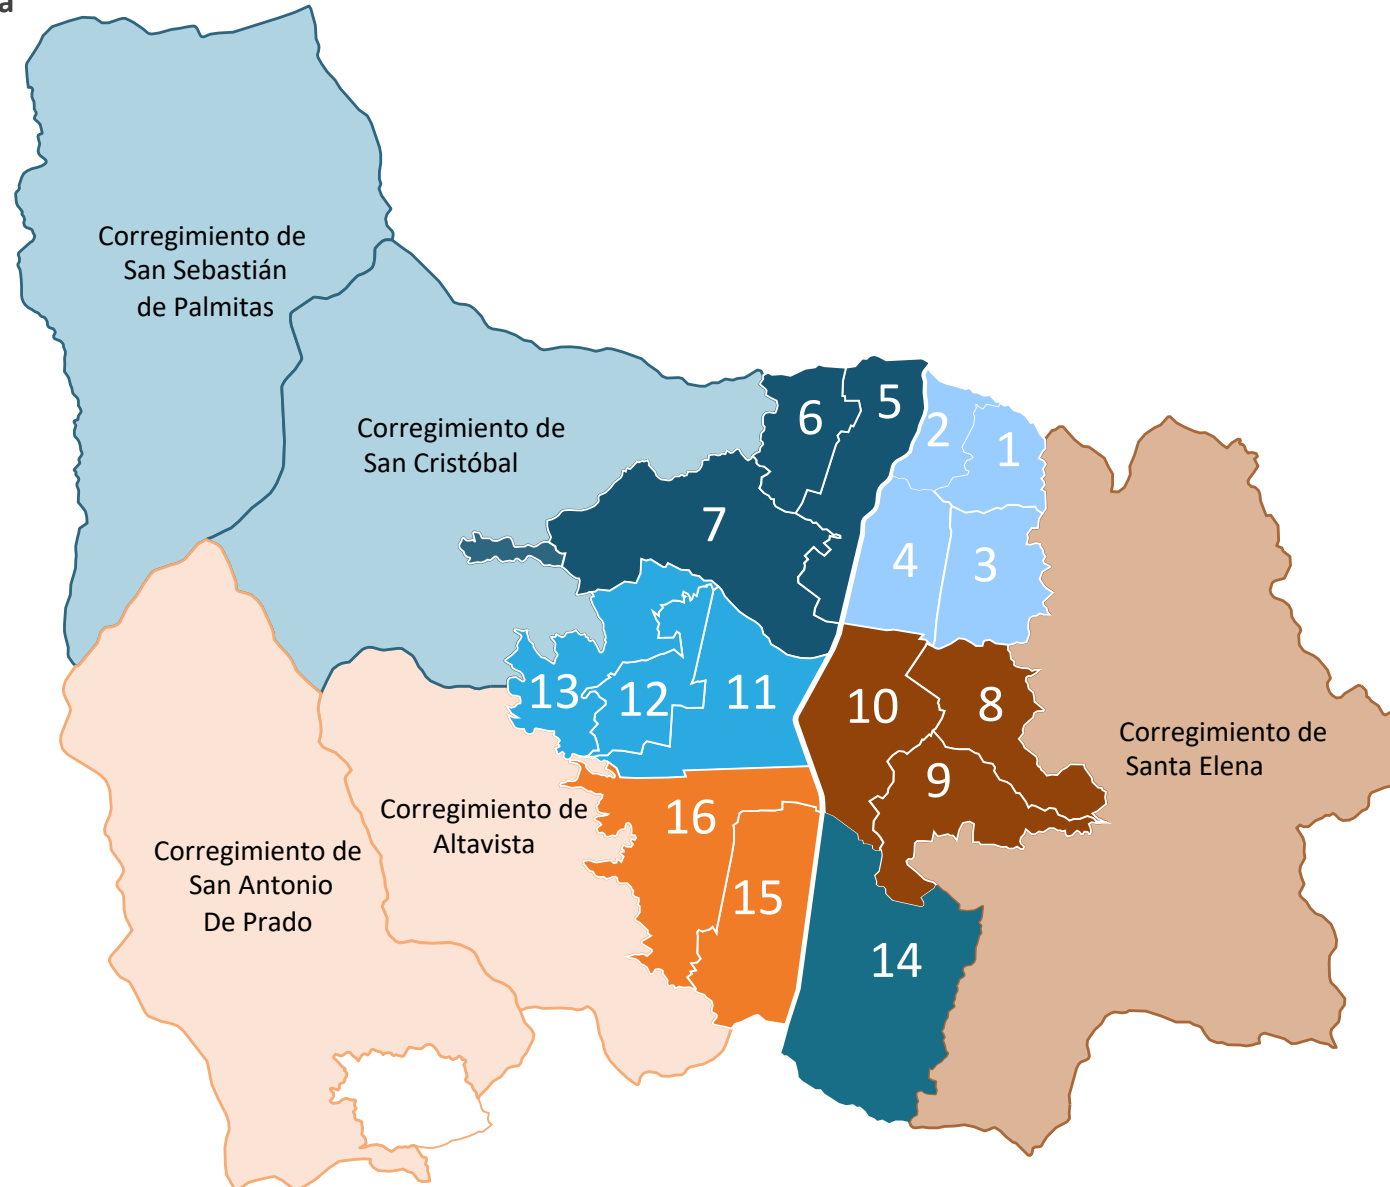 a
Corregimiento de
San Sebastián
de Palmitas
Corregimiento de
San Cristóbal
6
5
2
1
7
4
3
13
12
11
10
8
9
Corregimiento de
Santa Elena
16
15
14
Corregimiento de
Altavista
Corregimiento de
San Antonio
De Prado